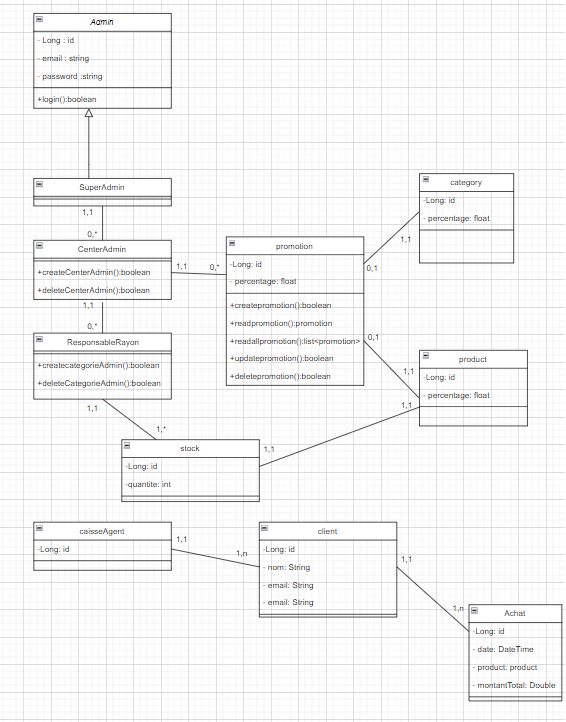 Admin
- Long : id
- email : string
- password :string
+login():boolean
SuperAdmin
1,1
0,*
CenterAdmin
+createCenterAdmin():boolean
+deleteCenterAdmin():boolean
1,1
0,*
1,1
0,*
ResponsableRayon
+createcategorieAdmin():boolean
+deleteCategorieAdmin():boolean
1,1
1,*
promotion
-Long: id
- percentage: float
+createpromotion():boolean
+readpromotion():promotion
+readallpromotion():list<promotion>
+updatepromotion():boolean
+deletepromotion():boolean
category
-Long: id
- percentage: float
1,1
0,1
0,1
1,1
product
-Long: id
- percentage: float
1,1
1,1
stock
-Long: id
-quantite: int
caisseAgent
-Long: id
1,1
1,n
client
-Long: id
- nom: String
- email: String
- email: String
1,1
1,n
Achat
-Long: id
- date: DateTime
- product: product
- montantTotal: Double